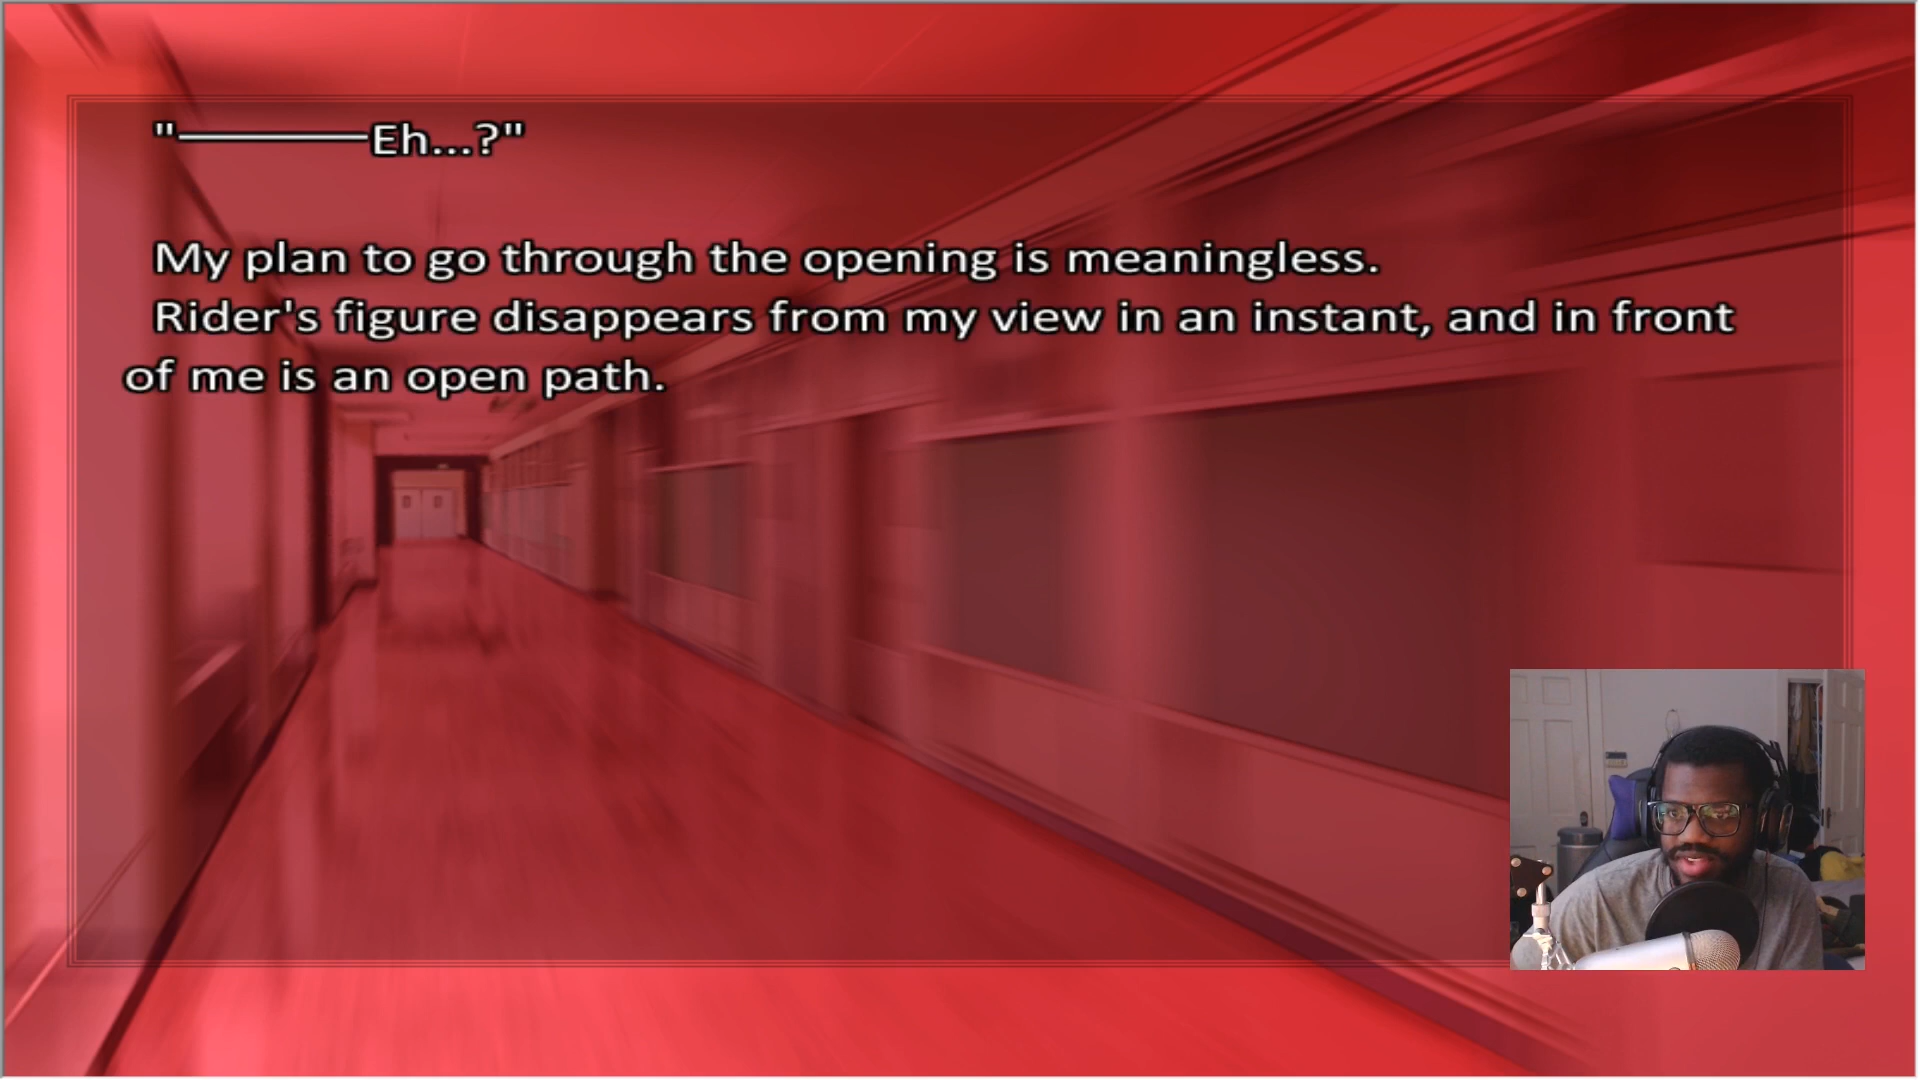 "――――Eh...?"
My plan to go through the opening is meaningless.
Rider's figure disappears from my view in an instant, and in front
of me is an open path.